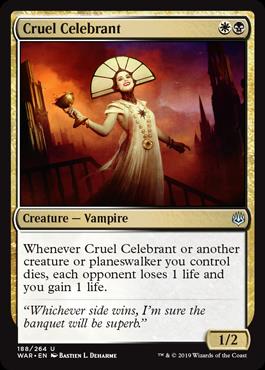 Cruel Celebrant
Creature — Vampire
Whenever Cruel Celebrant or another
creature or planeswalker you control
dies, each opponent loses 1 life and
you gain 1 life.
"Whichever side wins, I'm sure the
banquet will be superb."
1/2
188/264 U
WAR • EN Bastien L. Deharme
™ & © 2019 Wizards of the Coast